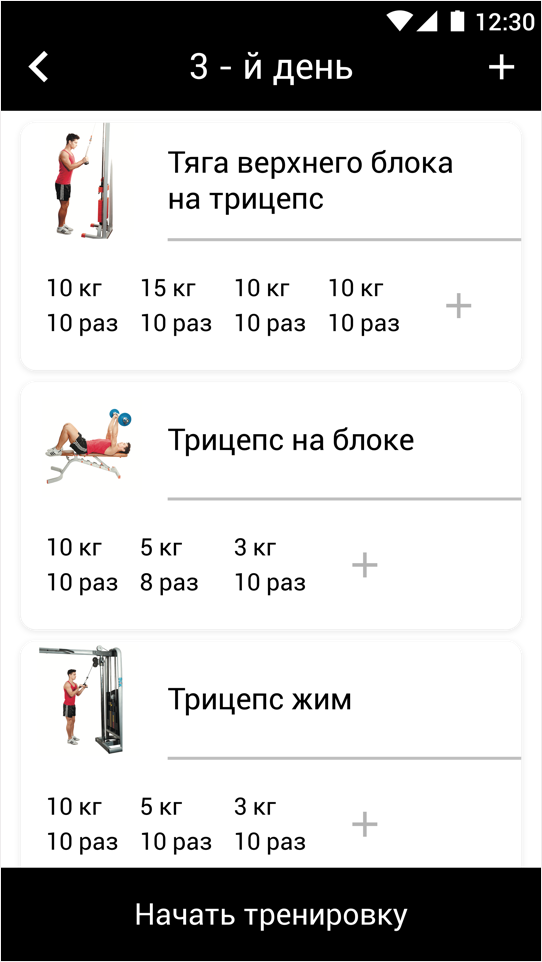 12:30
3 - й день
Тяга верхнего блока
на трицепс
10 кг 15 кг 10 кг 10 кг
10 раз 10 раз 10 раз 10 раз
Трицепс на блоке
10 кг 5 кг 3 кг
10 раз 8 раз 10 раз
Трицепс жим
10 кг 5 кг 3 кг
10 раз 10 раз 10 раз
Начать тренировку